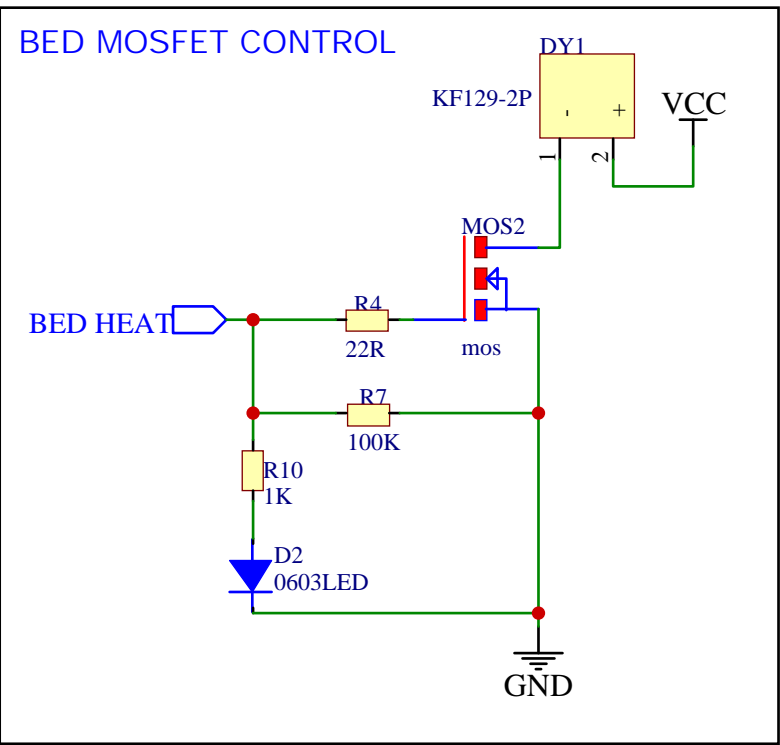 BED MOSFET CONTROL
DY1
KF129-2P
- +
VCC
1 2
MOS2
BED HEAT
R4
22R
mos
R7
100K
R10
1K
D2
0603LED
GND